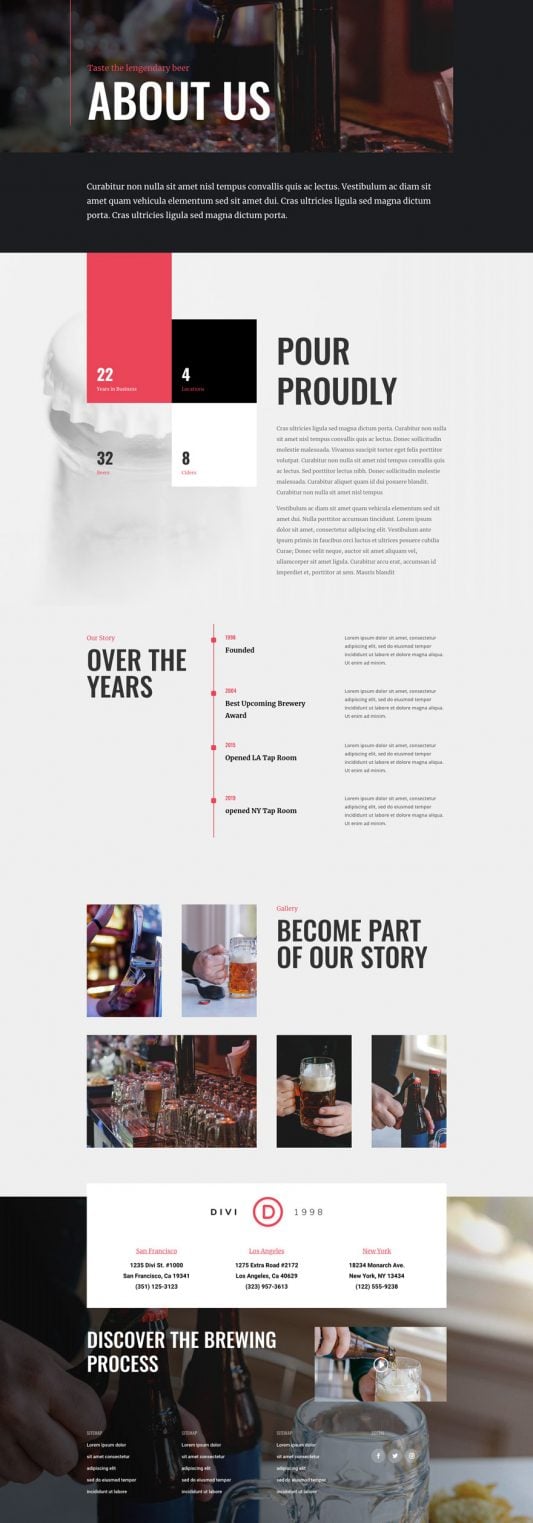 Taste the lengendary beer
ABOUT US
Curabitur non nulla sit amet nisl tempus convallis quis ac lectus. Vestibulum ac diam sit
amet quam vehicula elementum sed sit amet dui. Cras ultricies ligula sed magna dictum
porta. Cras ultricies ligula sed magna dictum porta.
22
Years in Business
4
Locations
32
Beers
8
Ciders
POUR
PROUDLY
Cras ultricies ligula sed magna dictum porta. Curabitur non nulla
sit amet nisl tempus convallis quis ac lectus. Donec sollicitudin
molestie malesuada. Vivamus suscipit tortor eget felis porttitor
volutpat. Curabitur non nulla sit amet nisl tempus convallis quis
ac lectus. Sed porttitor lectus nibh. Donec sollicitudin molestie
malesuada. Curabitur aliquet quam id dui posuere blandit.
Curabitur non nulla sit amet nisl tempus
Vestibulum ac diam sit amet quam vehicula elementum sed sit
amet dui. Nulla porttitor accumsan tincidunt. Lorem ipsum
dolor sit amet, consectetur adipiscing elit. Vestibulum ante
ipsum primis in faucibus orci luctus et ultrices posuere cubilia
Curae; Donec velit neque, auctor sit amet aliquam vel,
ullamcorper sit amet ligula. Curabitur arcu erat, accumsan id
imperdiet et, porttitor at sem. Mauris blandit
Our Story
OVER THE
YEARS
1998
Founded
Lorem ipsum dolor sit amet, consectetur
adipiscing elit, sed do eiusmod tempor
incididunt ut labore et dolore magna aliqua.
Ut enim ad minim.
2004
Best Upcoming Brewery
Award
Lorem ipsum dolor sit amet, consectetur
adipiscing elit, sed do eiusmod tempor
incididunt ut labore et dolore magna aliqua.
Ut enim ad minim.
2015
Opened LA Tap Room
Lorem ipsum dolor sit amet, consectetur
adipiscing elit, sed do eiusmod tempor
incididunt ut labore et dolore magna aliqua.
Ut enim ad minim.
2019
opened NY Tap Room
Lorem ipsum dolor sit amet, consectetur
adipiscing elit, sed do eiusmod tempor
incididunt ut labore et dolore magna aliqua.
Ut enim ad minim.
Gallery
BECOME PART
OF OUR STORY
DIVI D 1998
San Francisco
1235 Divi St. #1000
San Francisco, Ca 19341
(351) 125-3123
Los Angeles
1275 Extra Road #2172
Los Angeles, Ca 40629
(323) 957-3613
New York
18234 Monarch Ave.
New York, NY 13434
(122) 555-9238
DISCOVER THE BREWING
PROCESS
SITEMAP
Lorem ipsum dolor
sit amet consectetur
adipiscing elit
sed do eiusmod tempor
incididunt ut labore
SITEMAP
Lorem ipsum dolor
sit amet consectetur
adipiscing elit
sed do eiusmod tempor
incididunt ut labore
SITEMAP
Lorem ipsum dolor
sit amet consectetur
adipiscing elit
sed do eiusmod tempor
incididunt ut labore